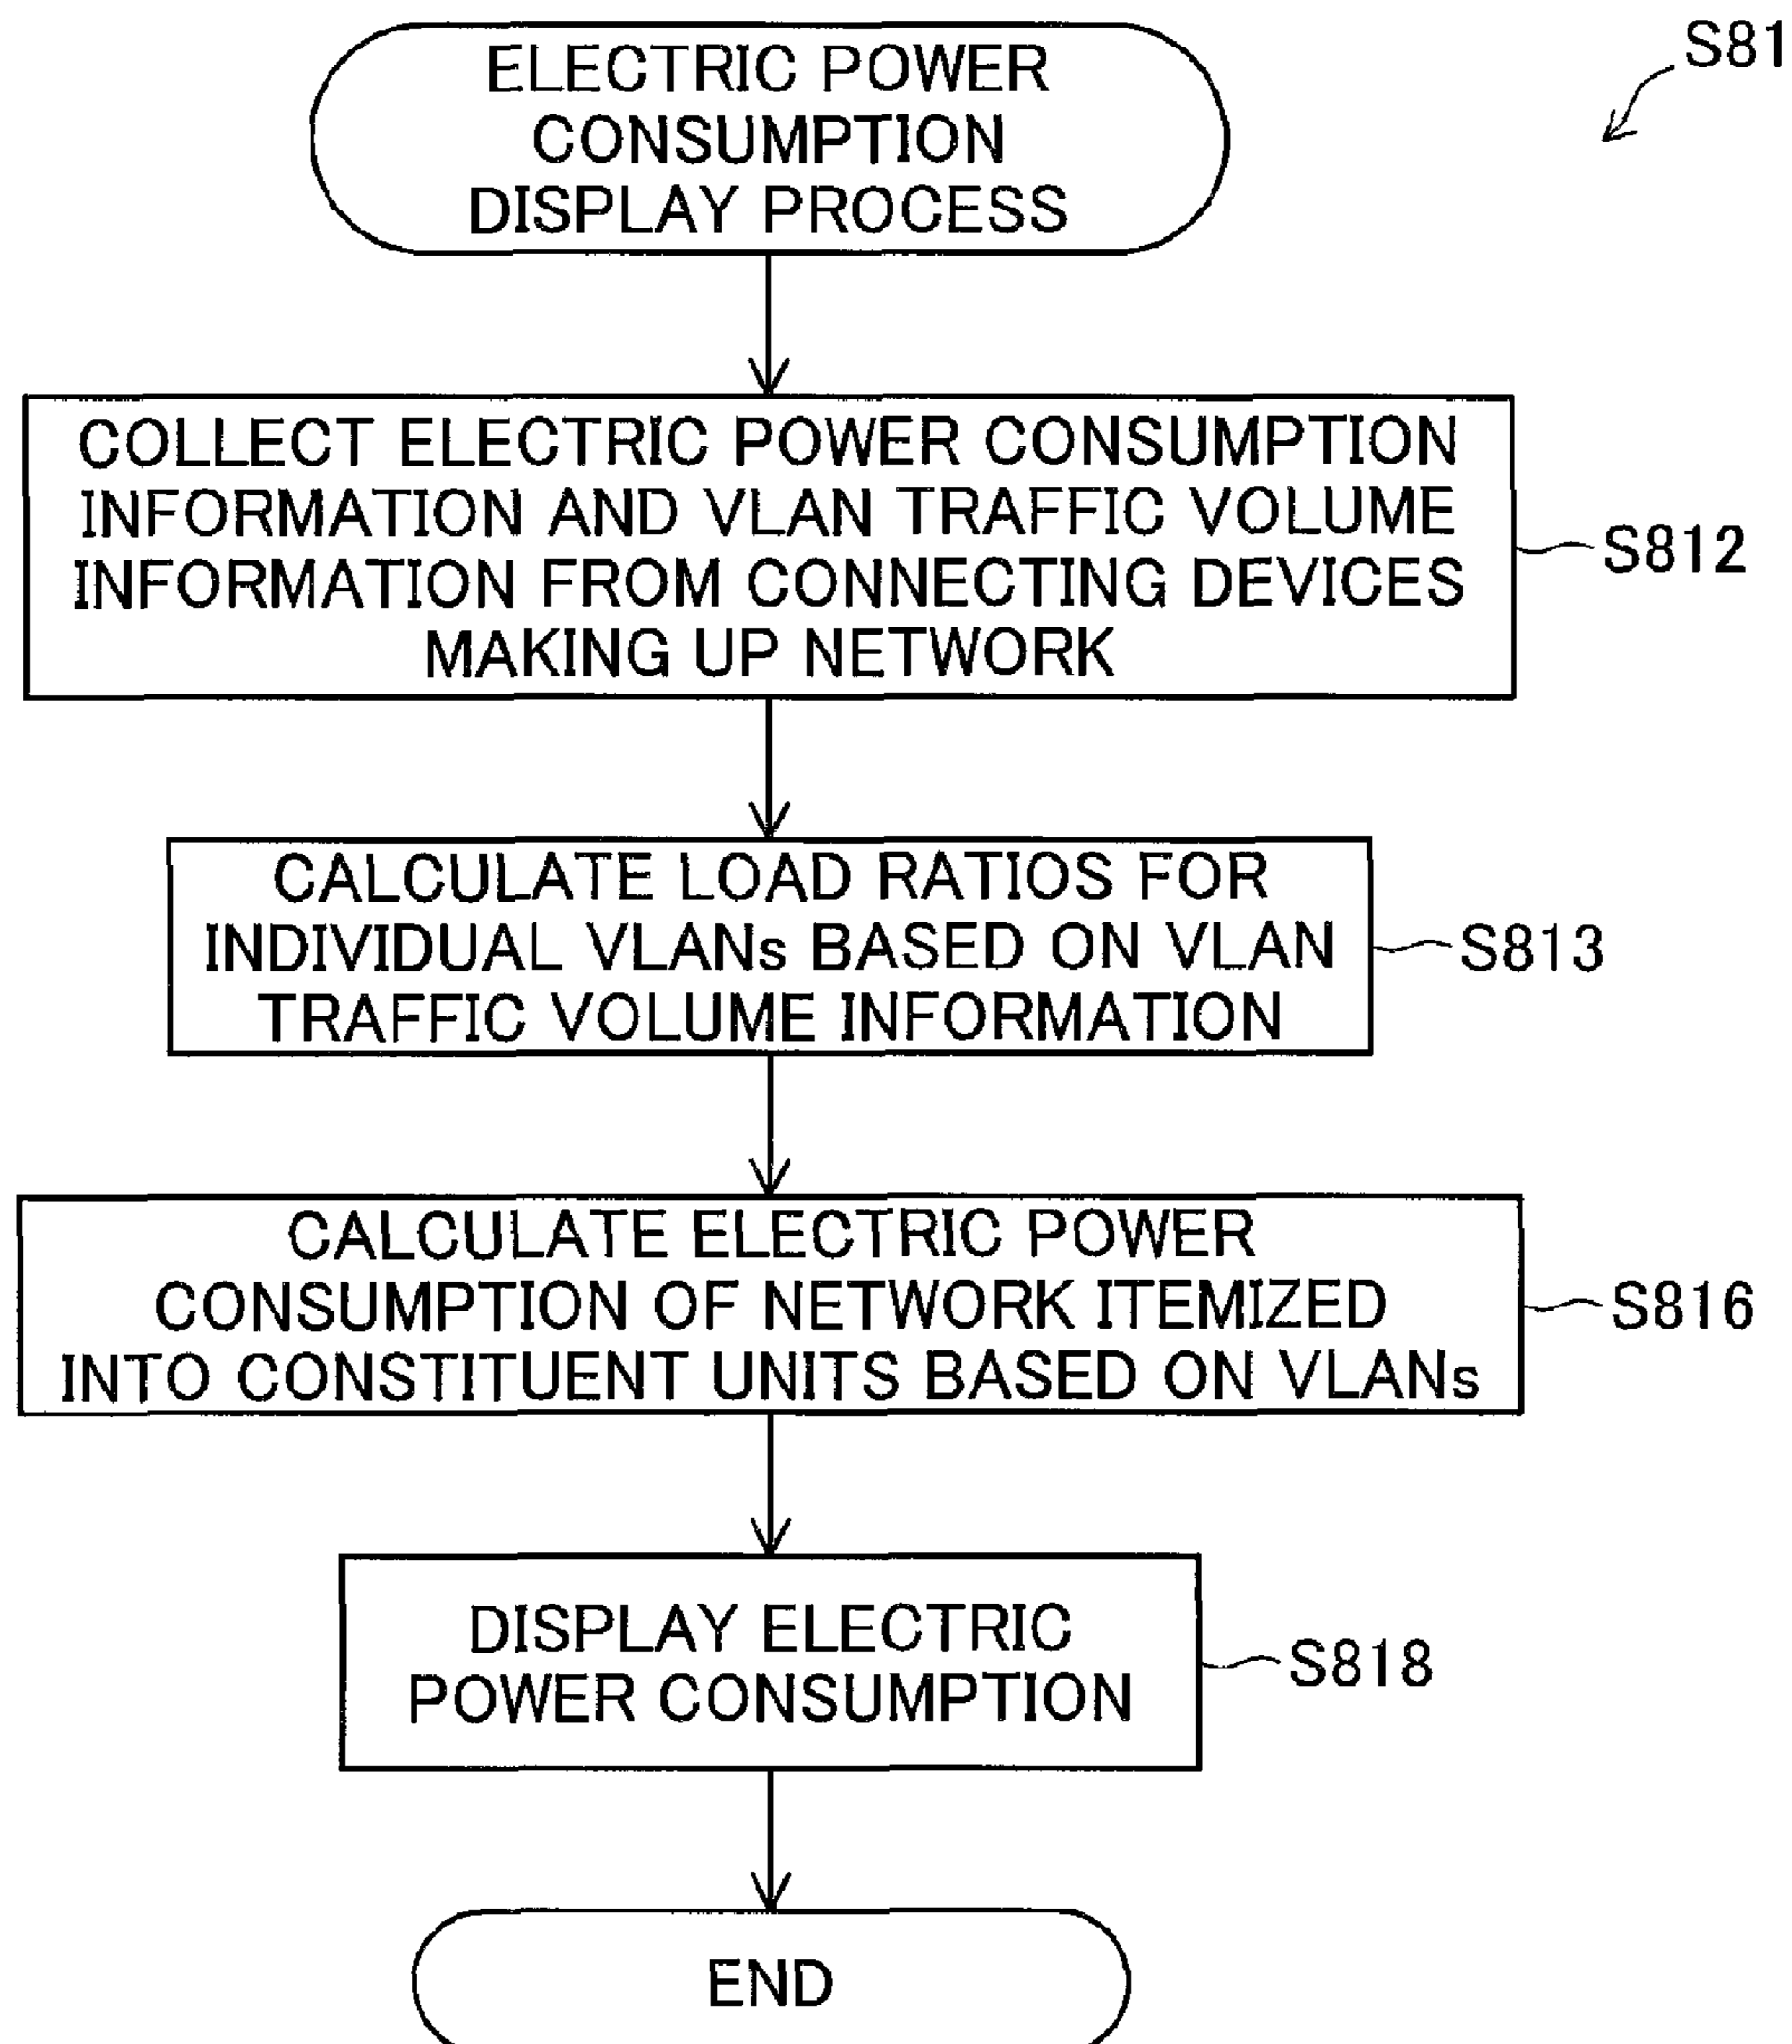 ELECTRIC POWER
CONSUMPTION
DISPLAY PROCESS
S81
COLLECT ELECTRIC POWER CONSUMPTION
INFORMATION AND VLAN TRAFFIC VOLUME
INFORMATION FROM CONNECTING DEVICES
MAKING UP NETWORK
S812
CALCULATE LOAD RATIOS FOR
INDIVIDUAL VLANs BASED ON VLAN
TRAFFIC VOLUME INFORMATION
S813
CALCULATE ELECTRIC POWER
CONSUMPTION OF NETWORK ITEMIZED
INTO CONSTITUENT UNITS BASED ON VLANs
S816
DISPLAY ELECTRIC
POWER CONSUMPTION
S818
END